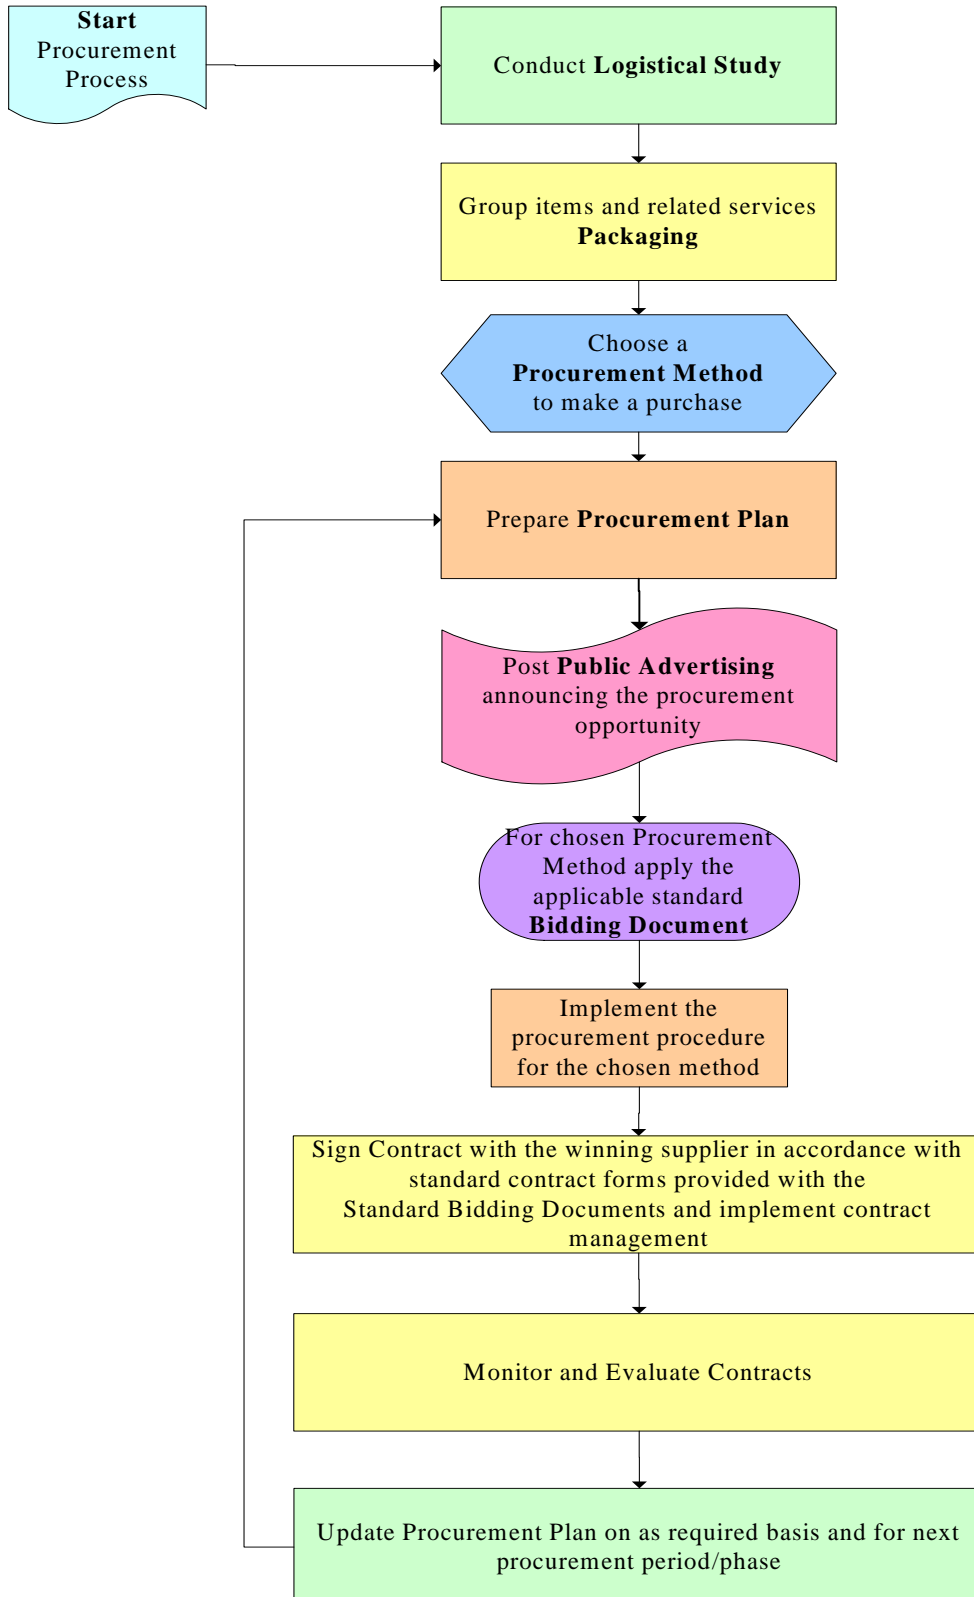 Start
Procurement
Process
Conduct Logistical Study
Group items and related services
Packaging
Choose a
Procurement Method
to make a purchase
Prepare Procurement Plan
Post Public Advertising
announcing the procurement
opportunity
For chosen Procurement
Method apply the
applicable standard
Bidding Document
Implement the
procurement procedure
for the chosen method
Sign Contract with the winning supplier in accordance with
standard contract forms provided with the
Standard Bidding Documents and implement contract
management
Monitor and Evaluate Contracts
Update Procurement Plan on as required basis and for next
procurement period/phase